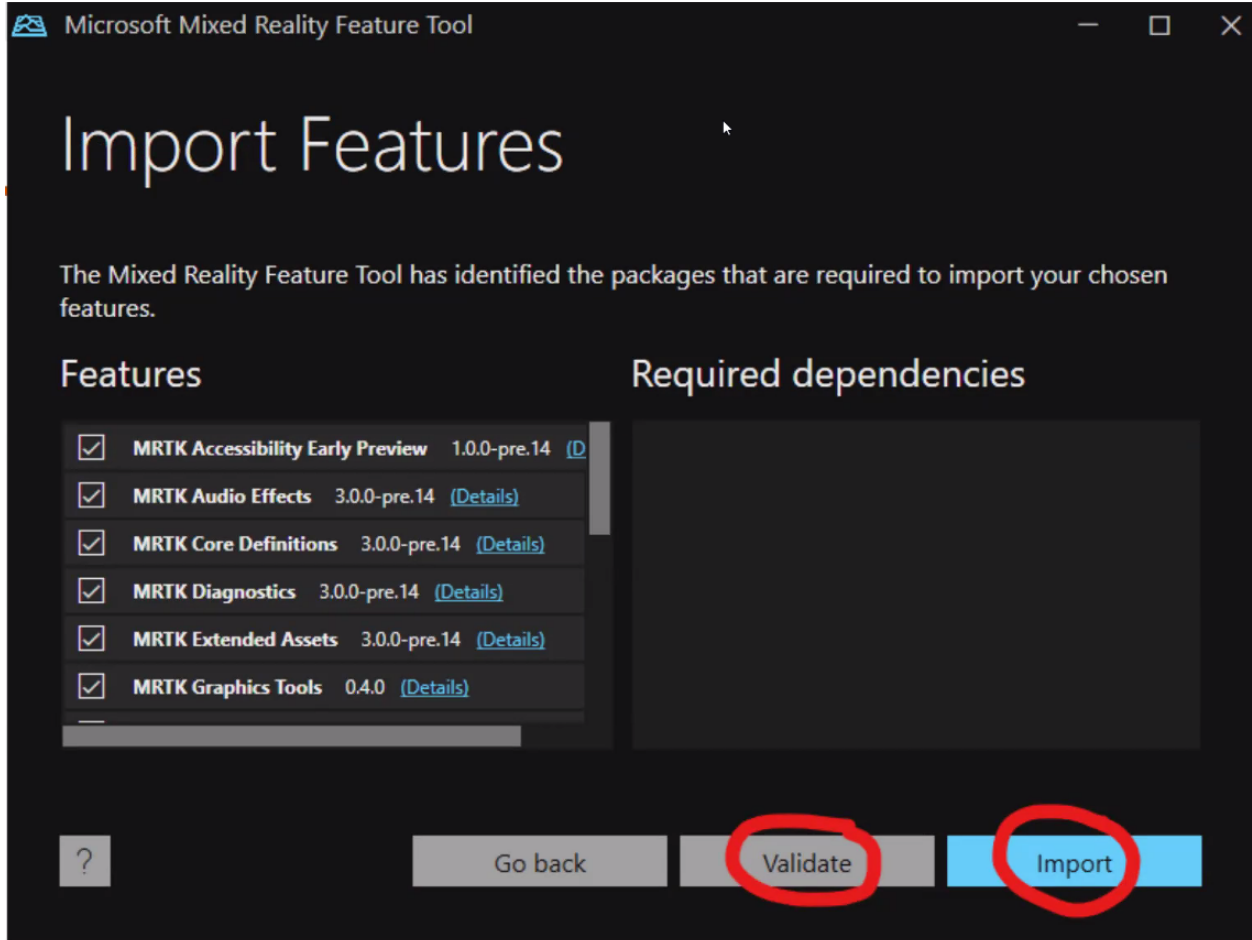 Microsoft Mixed Reality Feature Tool
Import Features
The Mixed Reality Feature Tool has identified the packages that are required to import your chosen
features.
Features
Required dependencies
MRTK Accessibility Early Preview 1.0.0-pre.14 (D
MRTK Audio Effects 3.0.0-pre.14 (Details)
MRTK Core Definitions 3.0.0-pre.14 (Details)
MRTK Diagnostics 3.0.0-pre.14 (Details)
MRTK Extended Assets 3.0.0-pre.14 (Details)
MRTK Graphics Tools 0.4.0 (Details)
?
Go back
Validate
Import